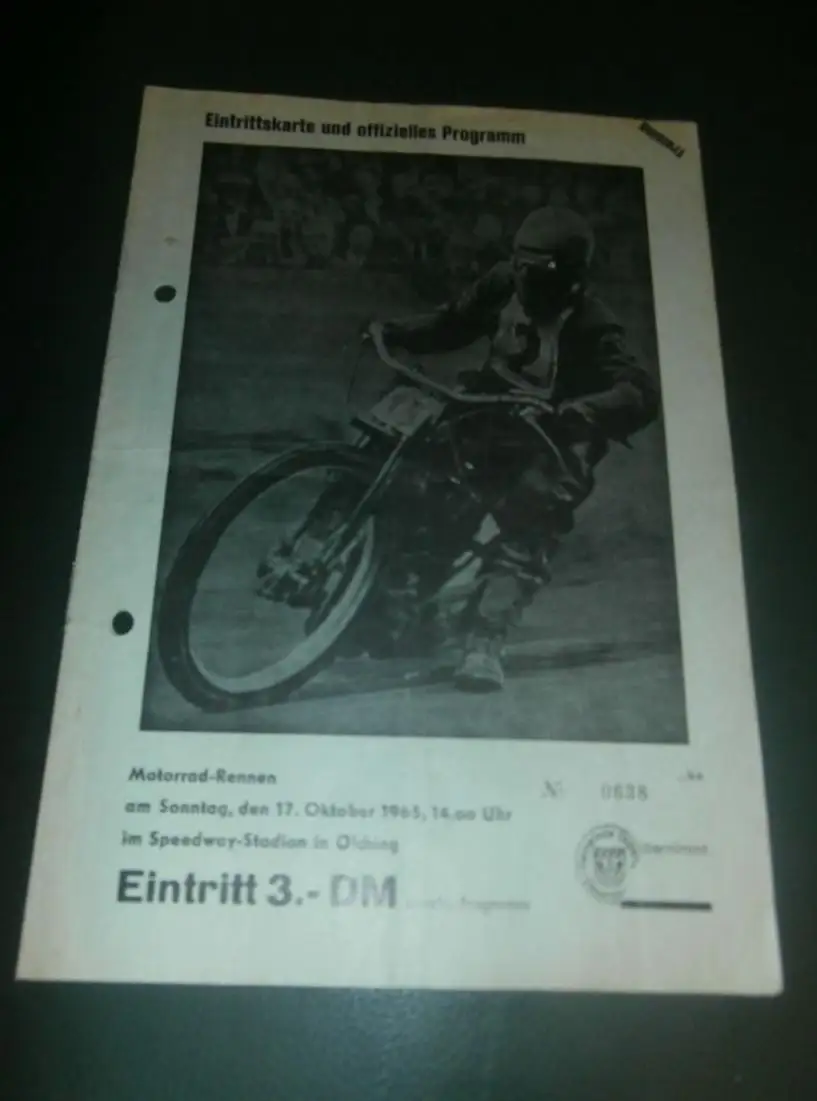 Eintrittskarte und offizielles Programm
Motorrad-Rennen
am Sonntag, den 17. Oktober 1965, 14.00 Uhr
im Speedway-Stadion in Olching
Eintritt 3.- DM
Programm
Nº 0638